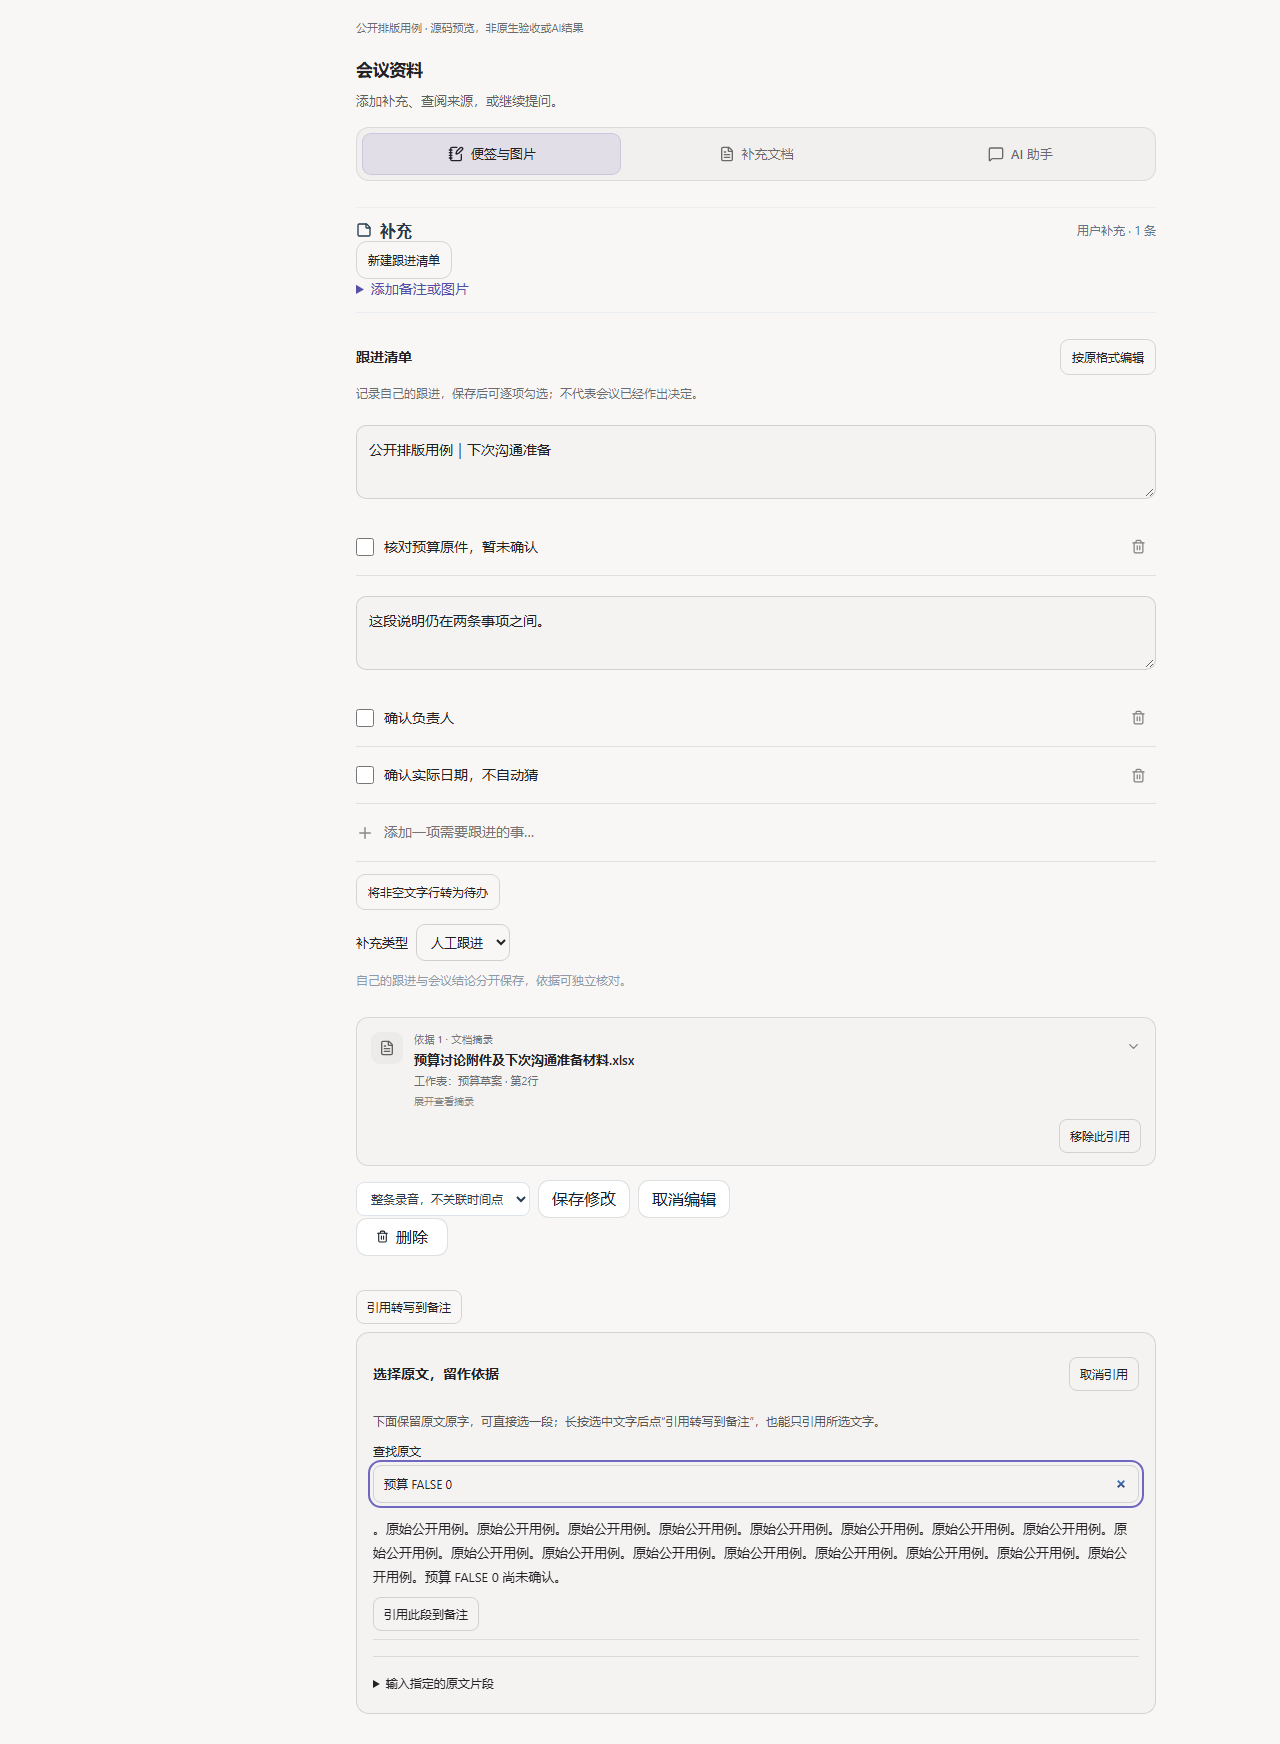 公开排版用例 · 源码预览，非原生验收或AI结果
会议资料
添加补充、查阅来源，或继续提问。
便签与图片
补充文档
AI 助手
补充
用户补充 · 1 条
新建跟进清单
添加备注或图片
跟进清单
按原格式编辑
记录自己的跟进，保存后可逐项勾选；不代表会议已经作出决定。
公开排版用例｜下次沟通准备
核对预算原件，暂未确认
这段说明仍在两条事项之间。
确认负责人
确认实际日期，不自动猜
添加一项需要跟进的事...
将非空文字行转为待办
补充类型 人工跟进
自己的跟进与会议结论分开保存，依据可独立核对。
依据 1 · 文档摘录
预算讨论附件及下次沟通准备材料.xlsx
工作表：预算草案 · 第2行
展开查看摘录
移除此引用
整条录音，不关联时间点
保存修改
取消编辑
删除
引用转写到备注
选择原文，留作依据
取消引用
下面保留原文原字，可直接选一段；长按选中文字后点“引用转写到备注”，也能只引用所选文字。
查找原文
预算 FALSE 0
。原始公开用例。原始公开用例。原始公开用例。原始公开用例。原始公开用例。原始公开用例。原始公开用例。原始公开用例。原
始公开用例。原始公开用例。原始公开用例。原始公开用例。原始公开用例。原始公开用例。原始公开用例。原始公开用例。原始公
开用例。预算 FALSE 0 尚未确认。
引用此段到备注
输入指定的原文片段